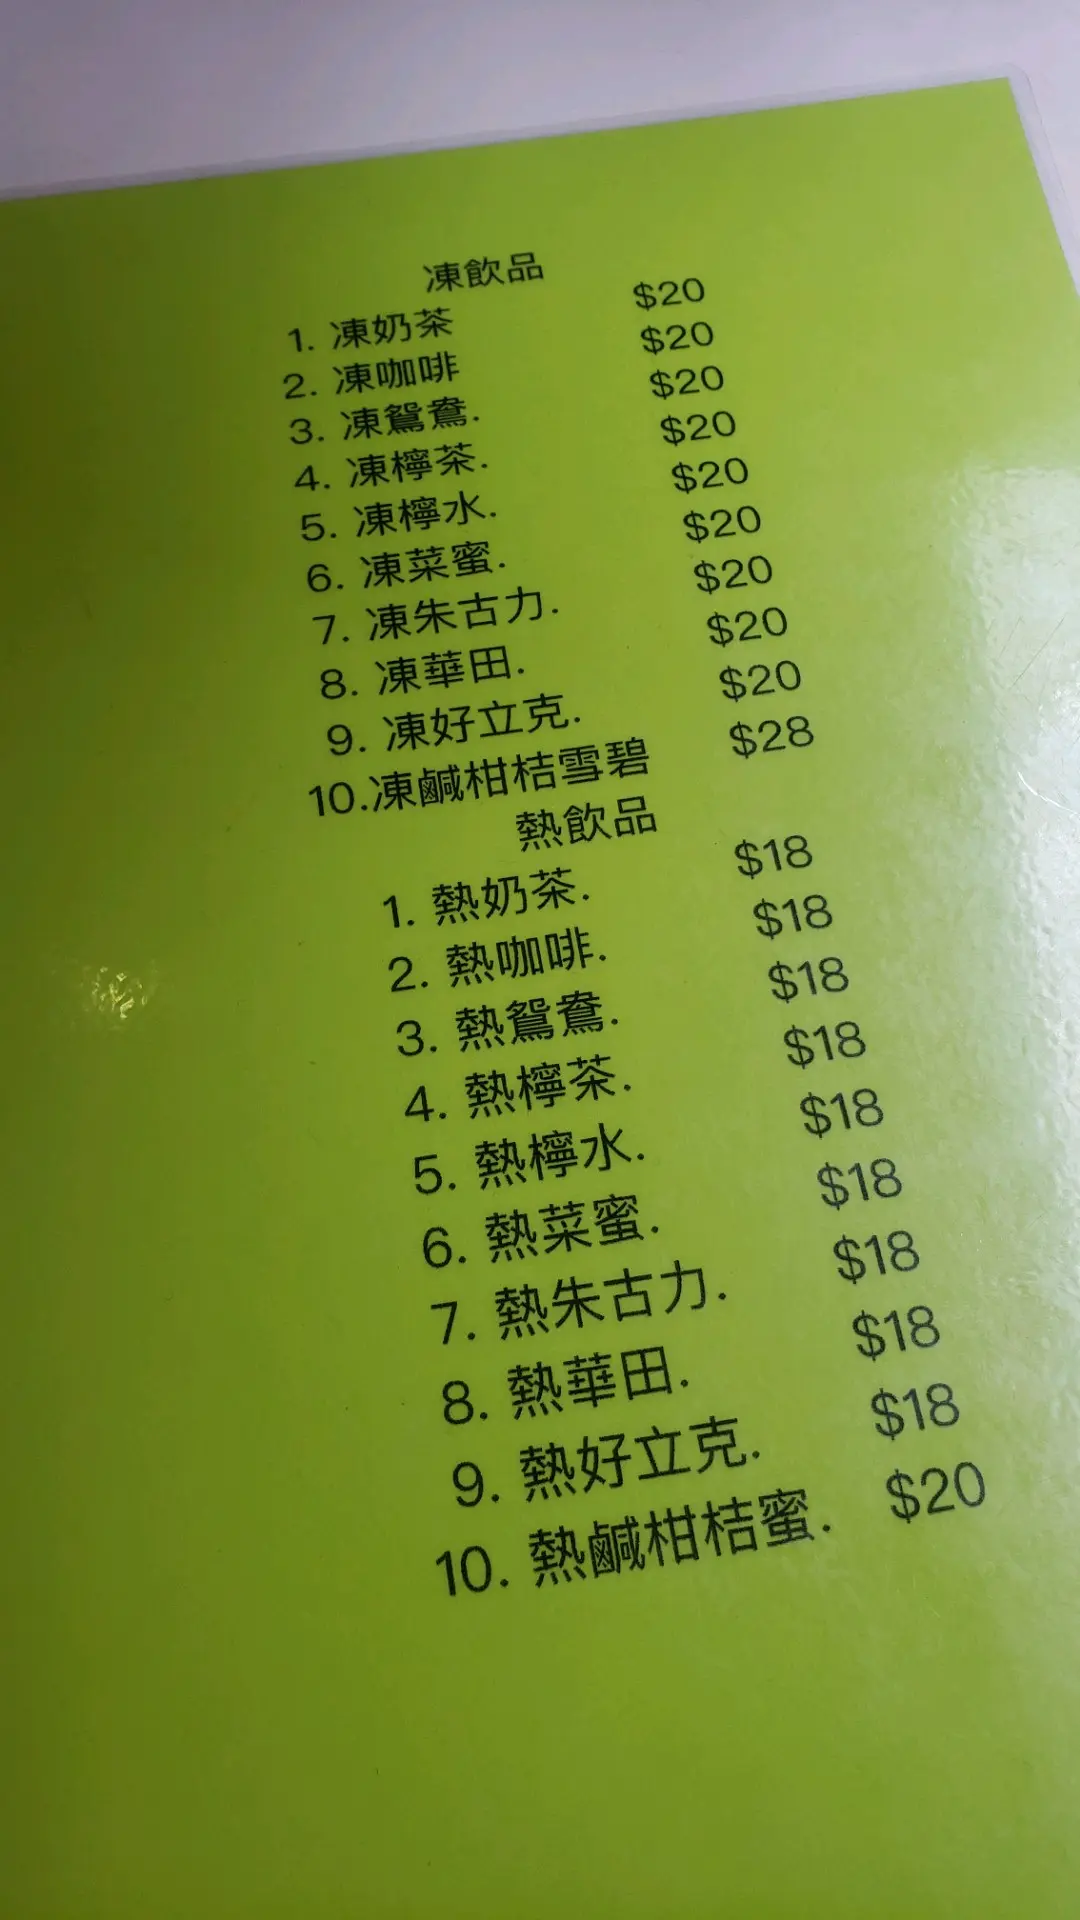 凍飲品
1. 凍奶茶 $20
2. 凍咖啡 $20
3. 凍鴛鴦. $20
4. 凍檸茶. $20
5. 凍檸水. $20
6. 凍菜蜜. $20
7. 凍朱古力. $20
8. 凍華田. $20
9. 凍好立克. $20
10.凍鹹柑桔雪碧 $28
熱飲品
1. 熱奶茶. $18
2. 熱咖啡. $18
3. 熱鴛鴦. $18
4. 熱檸茶. $18
5. 熱檸水. $18
6. 熱菜蜜. $18
7. 熱朱古力. $18
8. 熱華田. $18
9. 熱好立克. $18
10. 熱鹹柑桔蜜. $20